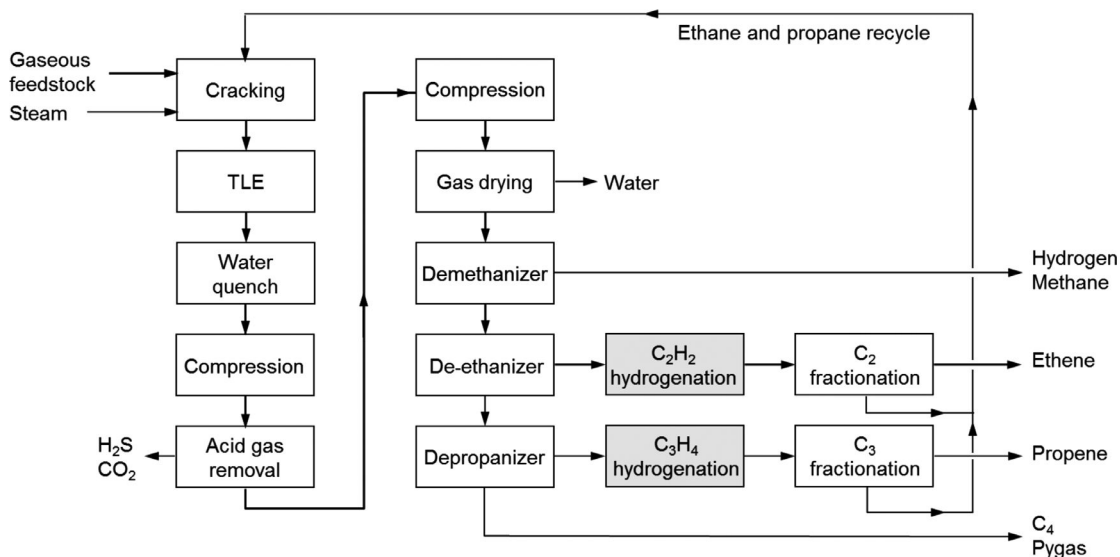 Ethane and propane recycle
Gaseous
feedstock
Steam
Cracking
Compression
TLE
Gas drying
Water
Water
quench
Demethanizer
Hydrogen
Methane
Compression
De-ethanizer
C₂H₂
hydrogenation
C₂
fractionation
Ethene
H₂S
CO₂
Acid gas
removal
Depropanizer
C₃H₄
hydrogenation
C₃
fractionation
Propene
C₄
Pygas